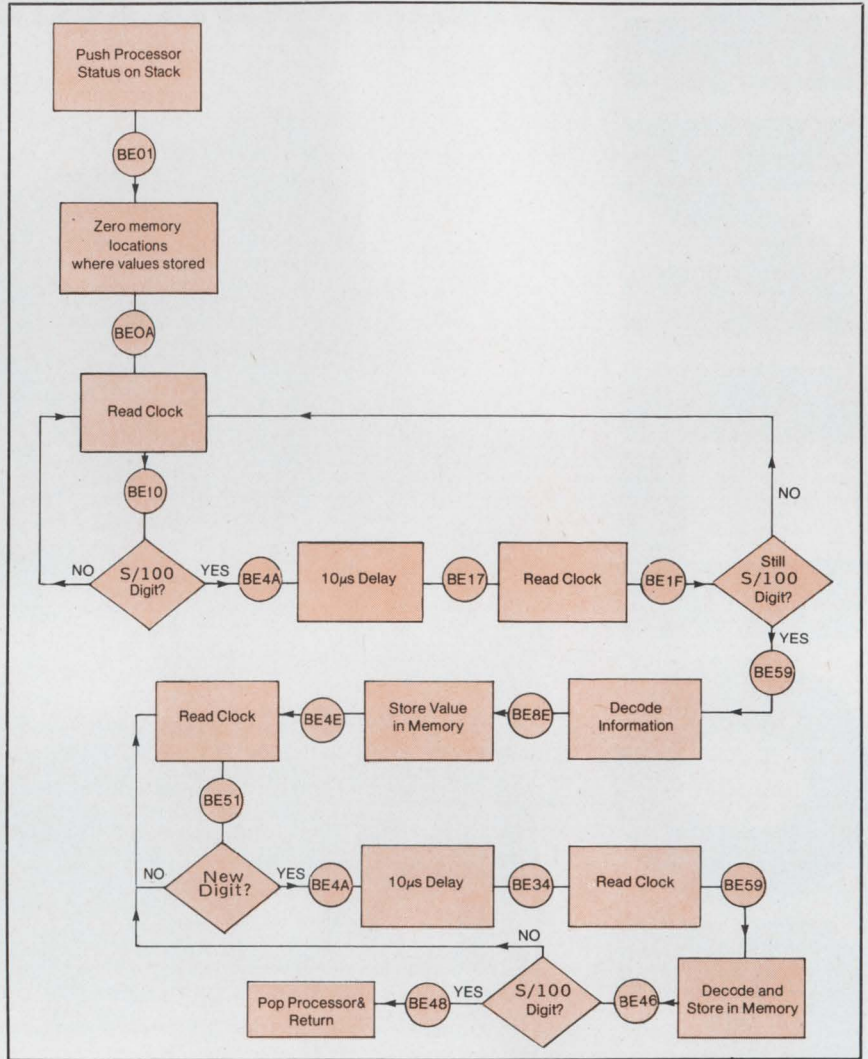 Push Processor
Status on Stack
BE01
Zero memory
locations
where values stored
BEOA
Read Clock
BE10
NO
S/100
Digit?
YES
BE4A
10µs Delay
BE17
Read Clock
BE1F
Still
S/100
Digit?
NO
YES
BE59
Decode
Information
BE8E
Store Value
in Memory
BE4E
Read Clock
BE51
NO
New
Digit?
YES
BE4A
10µs Delay
BE34
Read Clock
BE59
Decode and
Store in Memory
BE46
S/100
Digit?
NO
YES
BE48
Pop Processor&
Return